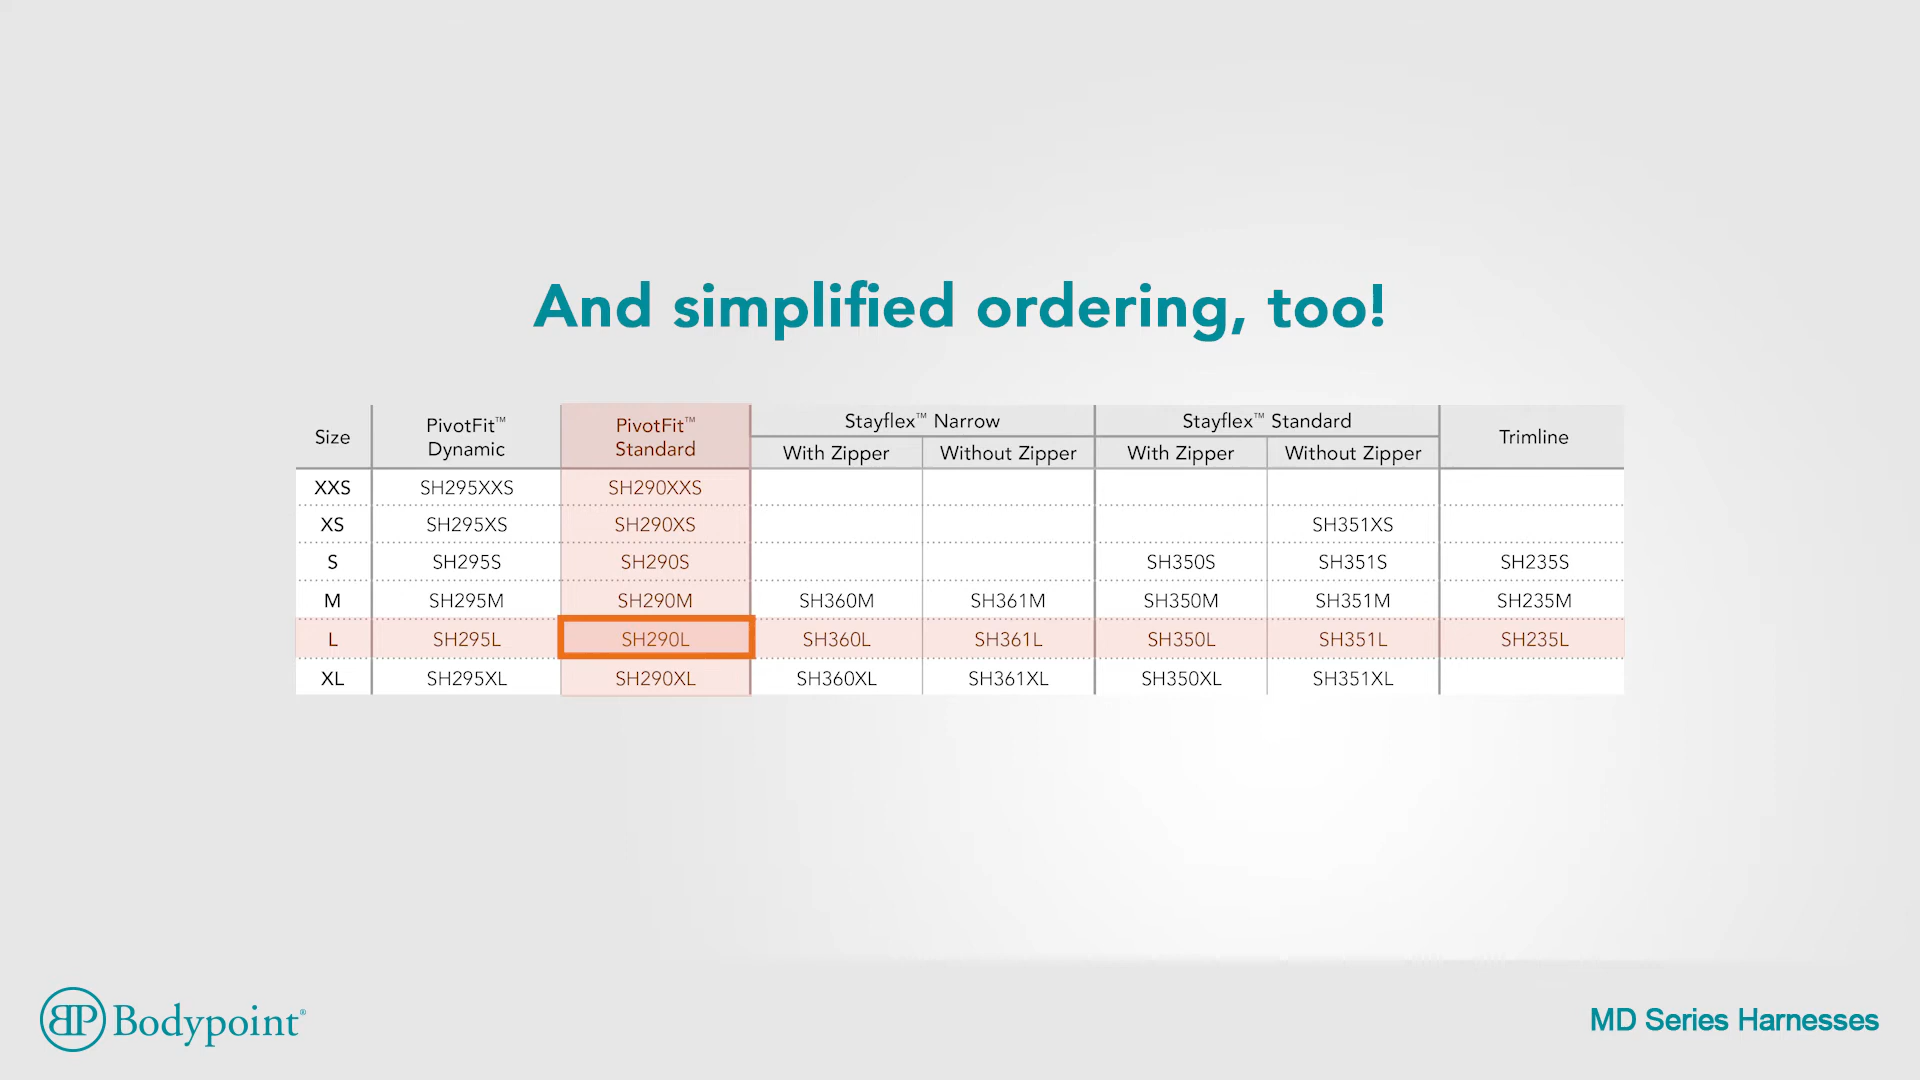 And simplified ordering, too!
Size PivotFit™ Dynamic PivotFit™ Standard Stayflex™ Narrow Stayflex™ Standard Trimline
With Zipper Without Zipper With Zipper Without Zipper
XXS SH295XXS SH290XXS
XS SH295XS SH290XS SH351XS
S SH295S SH290S SH350S SH351S SH235S
M SH295M SH290M SH360M SH361M SH350M SH351M SH235M
L SH295L SH290L SH360L SH361L SH350L SH351L SH235L
XL SH295XL SH290XL SH360XL SH361XL SH350XL SH351XL
BP Bodypoint®
MD Series Harnesses